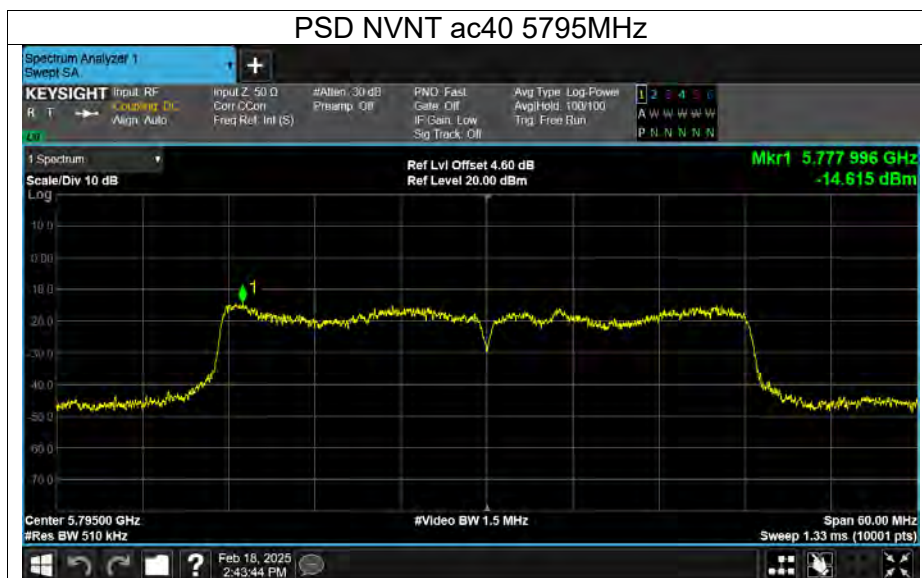 PSD NVNT ac40 5795MHz
Spectrum Analyzer 1
Swept SA
+
KEYSIGHT Input: RF Input Z: 50 Ω #Atten: 30 dB PNO: Fast Avg Type: Log-Power 1 2 3 4 5 6
R T Coupling: DC Corr CCorr Preamp: Off Gate: Off Avg|Hold: 100/100 A W W W W W
Align: Auto Freq Ref: Int (S) IF Gain: Low Trig: Free Run
Sig Track: Off P N N N N N
1 Spectrum Ref Lvl Offset 4.60 dB Mkr1 5.777 996 GHz
Scale/Div 10 dB Ref Level 20.00 dBm -14.615 dBm
Log
10.0
0.00
-10.0
1
-20.0
-30.0
-40.0
-50.0
-60.0
-70.0
Center 5.79500 GHz #Video BW 1.5 MHz Span 60.00 MHz
#Res BW 510 kHz Sweep 1.33 ms (10001 pts)
? Feb 18, 2025
2:43:44 PM